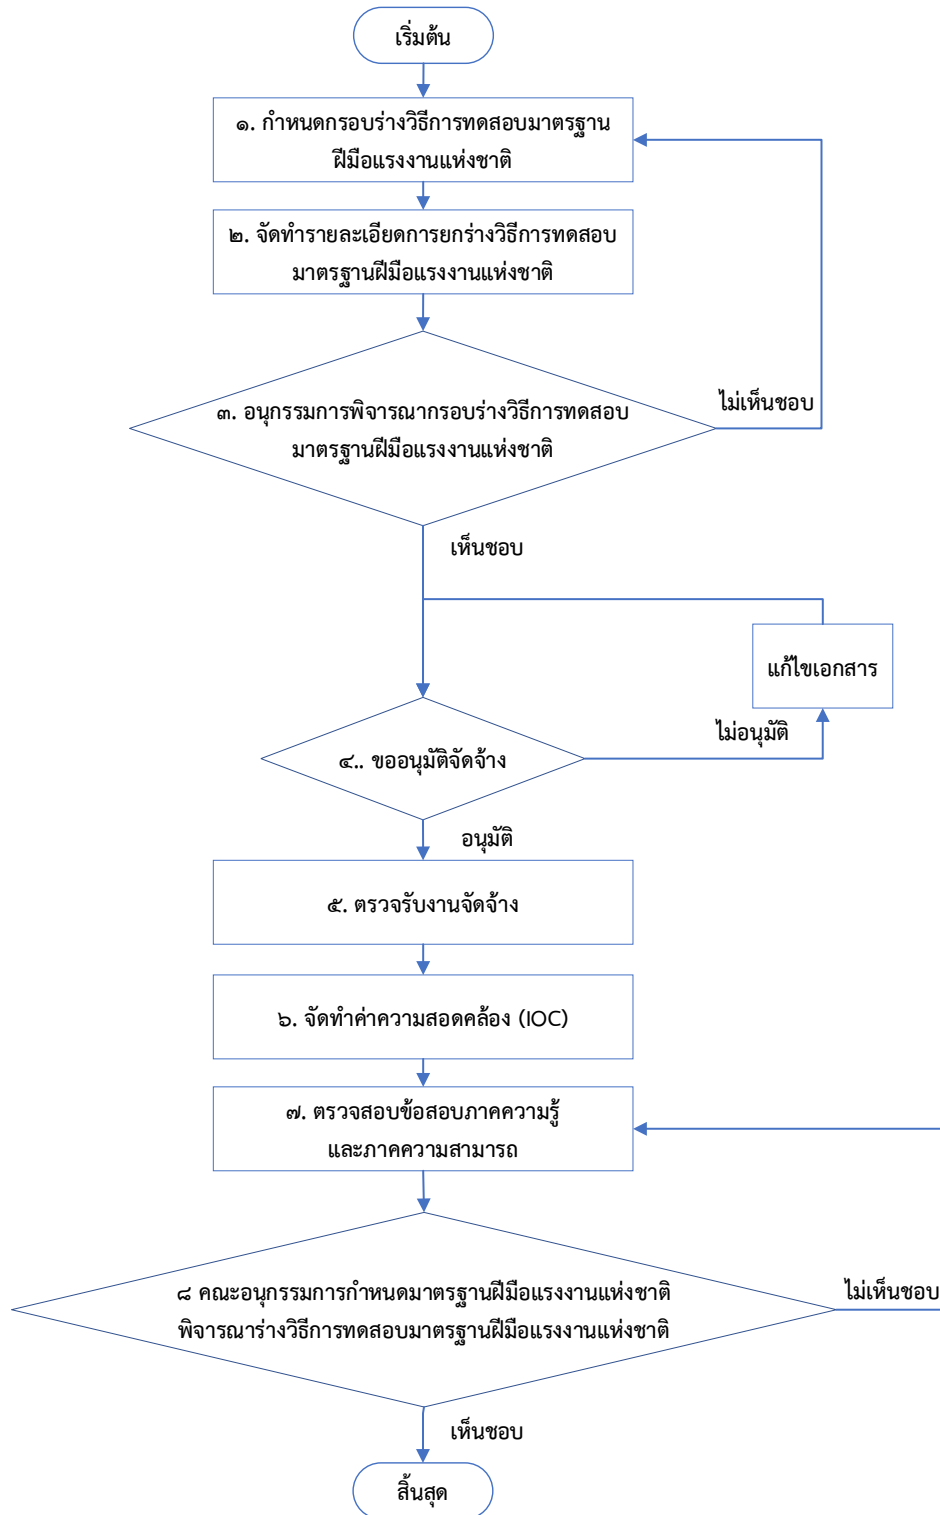 เริ่มต้น
๑. กำหนดกรอบร่างวิธีการทดสอบมาตรฐาน
ฝีมือแรงงานแห่งชาติ
๒. จัดทำรายละเอียดการยกร่างวิธีการทดสอบ
มาตรฐานฝีมือแรงงานแห่งชาติ
ไม่เห็นชอบ
๓. อนุกรรมการพิจารณากรอบร่างวิธีการทดสอบ
มาตรฐานฝีมือแรงงานแห่งชาติ
เห็นชอบ
แก้ไขเอกสาร
ไม่อนุมัติ
๔.. ขออนุมัติจัดจ้าง
อนุมัติ
๕. ตรวจรับงานจัดจ้าง
๖. จัดทำค่าความสอดคล้อง (IOC)
๗. ตรวจสอบข้อสอบภาคความรู้
และภาคความสามารถ
๘ คณะอนุกรรมการกำหนดมาตรฐานฝีมือแรงงานแห่งชาติ
พิจารณาร่างวิธีการทดสอบมาตรฐานฝีมือแรงงานแห่งชาติ
ไม่เห็นชอบ
เห็นชอบ
สิ้นสุด